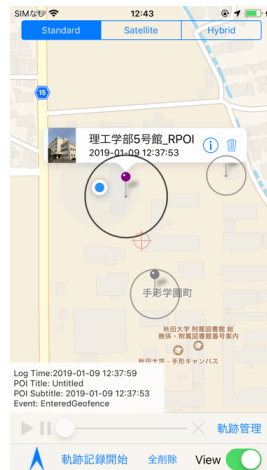 SIMなし 12:43
Standard Satellite Hybrid
15
理工学部5号館_RPOI
2019-01-09 12:37:53
手形学園町
秋田大学 附属図書館 総
務係・附属図書館番号案内
秋田大学・手形キャンパス
Log Time:2019-01-09 12:37:59
POI Title: Untitled
POI Subtitle: 2019-01-09 12:37:53
Event: EnteredGeofence
軌跡管理
軌跡記録開始 全削除 View